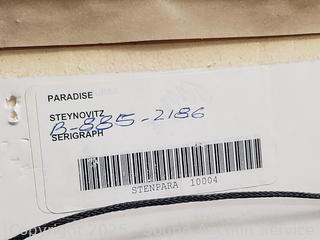 PARADISE
STEYNOVITZ
B-885-2186
SERIGRAPH
STENPARA 10004